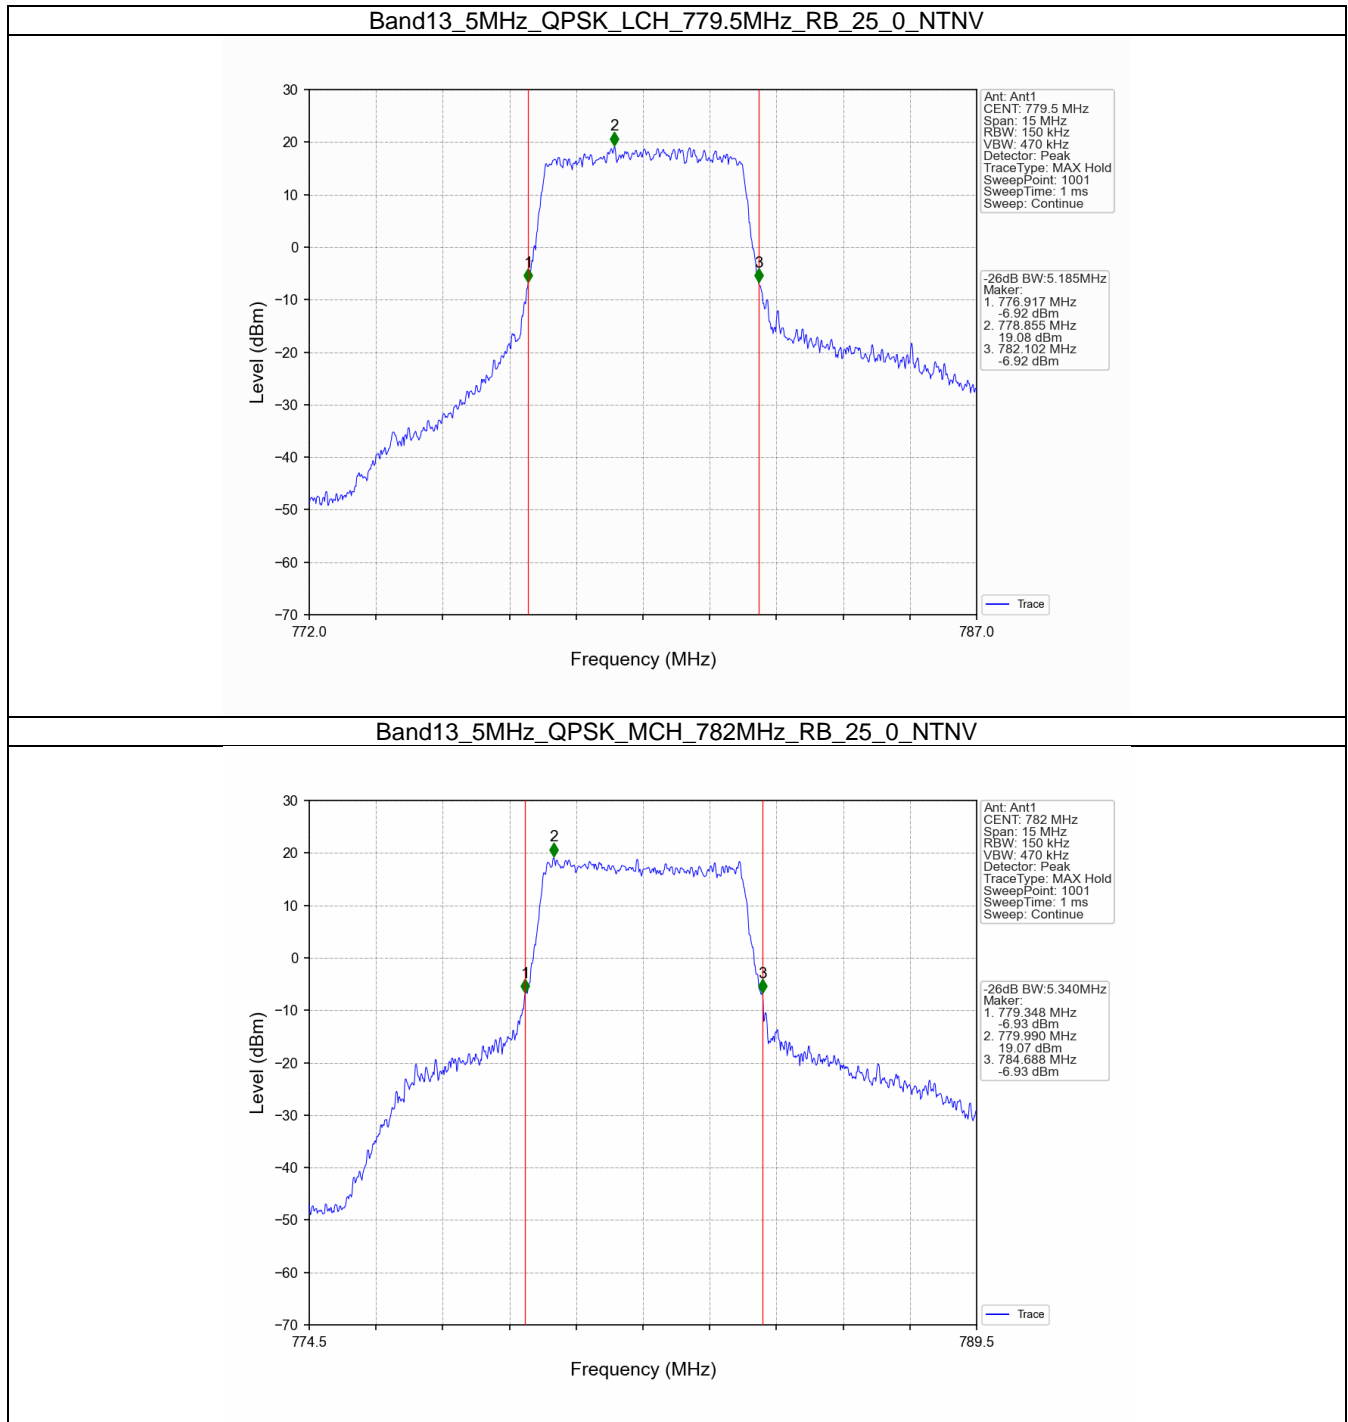 Band13_5MHz_QPSK_LCH_779.5MHz_RB_25_0_NTNV
30
20
10
0
−10
−20
−30
−40
−50
−60
−70
Level (dBm)
1
2
3
772.0
787.0
Frequency (MHz)
Ant: Ant1
CENT: 779.5 MHz
Span: 15 MHz
RBW: 150 kHz
VBW: 470 kHz
Detector: Peak
TraceType: MAX Hold
SweepPoint: 1001
SweepTime: 1 ms
Sweep: Continue
-26dB BW:5.185MHz
Maker:
1. 776.917 MHz
-6.92 dBm
2. 778.855 MHz
19.08 dBm
3. 782.102 MHz
-6.92 dBm
Trace
Band13_5MHz_QPSK_MCH_782MHz_RB_25_0_NTNV
30
20
10
0
−10
−20
−30
−40
−50
−60
−70
Level (dBm)
1
2
3
774.5
789.5
Frequency (MHz)
Ant: Ant1
CENT: 782 MHz
Span: 15 MHz
RBW: 150 kHz
VBW: 470 kHz
Detector: Peak
TraceType: MAX Hold
SweepPoint: 1001
SweepTime: 1 ms
Sweep: Continue
-26dB BW:5.340MHz
Maker:
1. 779.348 MHz
-6.93 dBm
2. 779.990 MHz
19.07 dBm
3. 784.688 MHz
-6.93 dBm
Trace